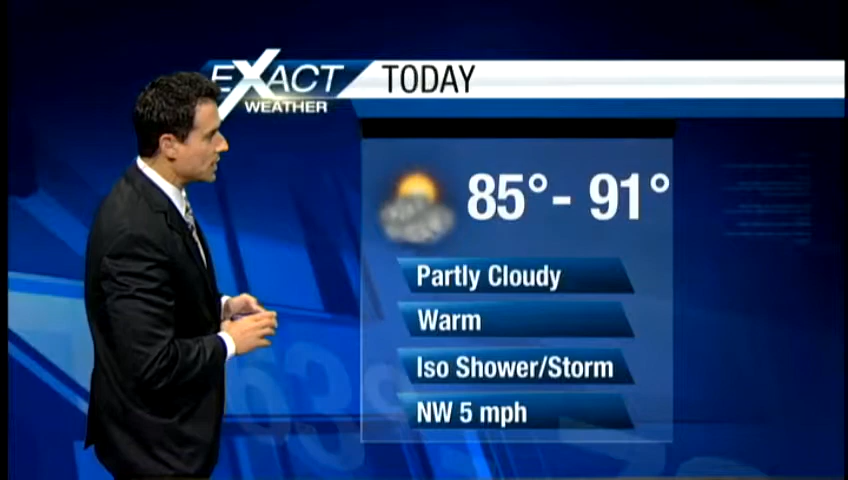 EXACT TODAY
WEATHER
85°- 91°
Partly Cloudy
Warm
Iso Shower/Storm
NW 5 mph